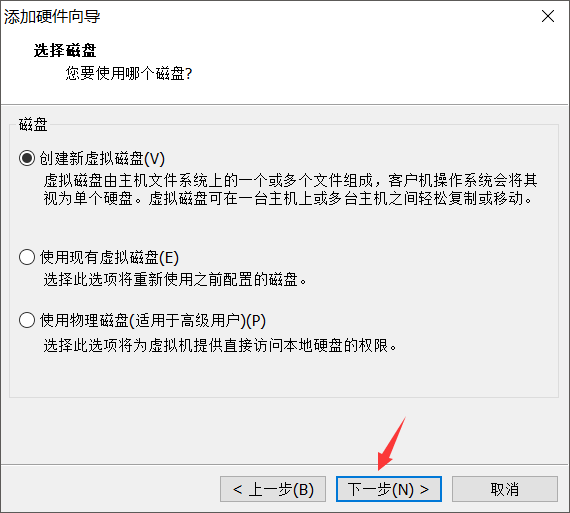 添加硬件向导
选择磁盘
您要使用哪个磁盘?
磁盘
创建新虚拟磁盘(V)
虚拟磁盘由主机文件系统上的一个或多个文件组成，客户机操作系统会将其
视为单个硬盘。虚拟磁盘可在一台主机上或多台主机之间轻松复制或移动。
使用现有虚拟磁盘(E)
选择此选项将重新使用之前配置的磁盘。
使用物理磁盘(适用于高级用户)(P)
选择此选项将为虚拟机提供直接访问本地硬盘的权限。
< 上一步(B)
下一步(N) >
取消